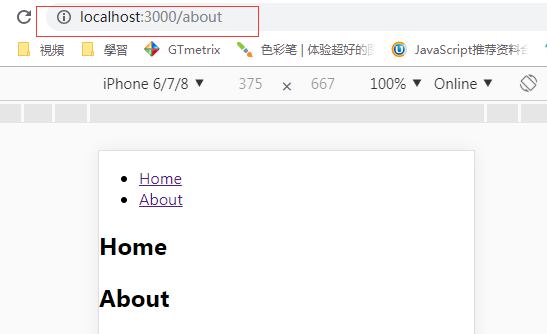 localhost:3000/about
視頻 學習 GTmetrix 色彩笔 | 体验超好的 JavaScript推荐资料
iPhone 6/7/8 ▼ 375 × 667 100% ▼ Online ▼
Home
About
Home
About